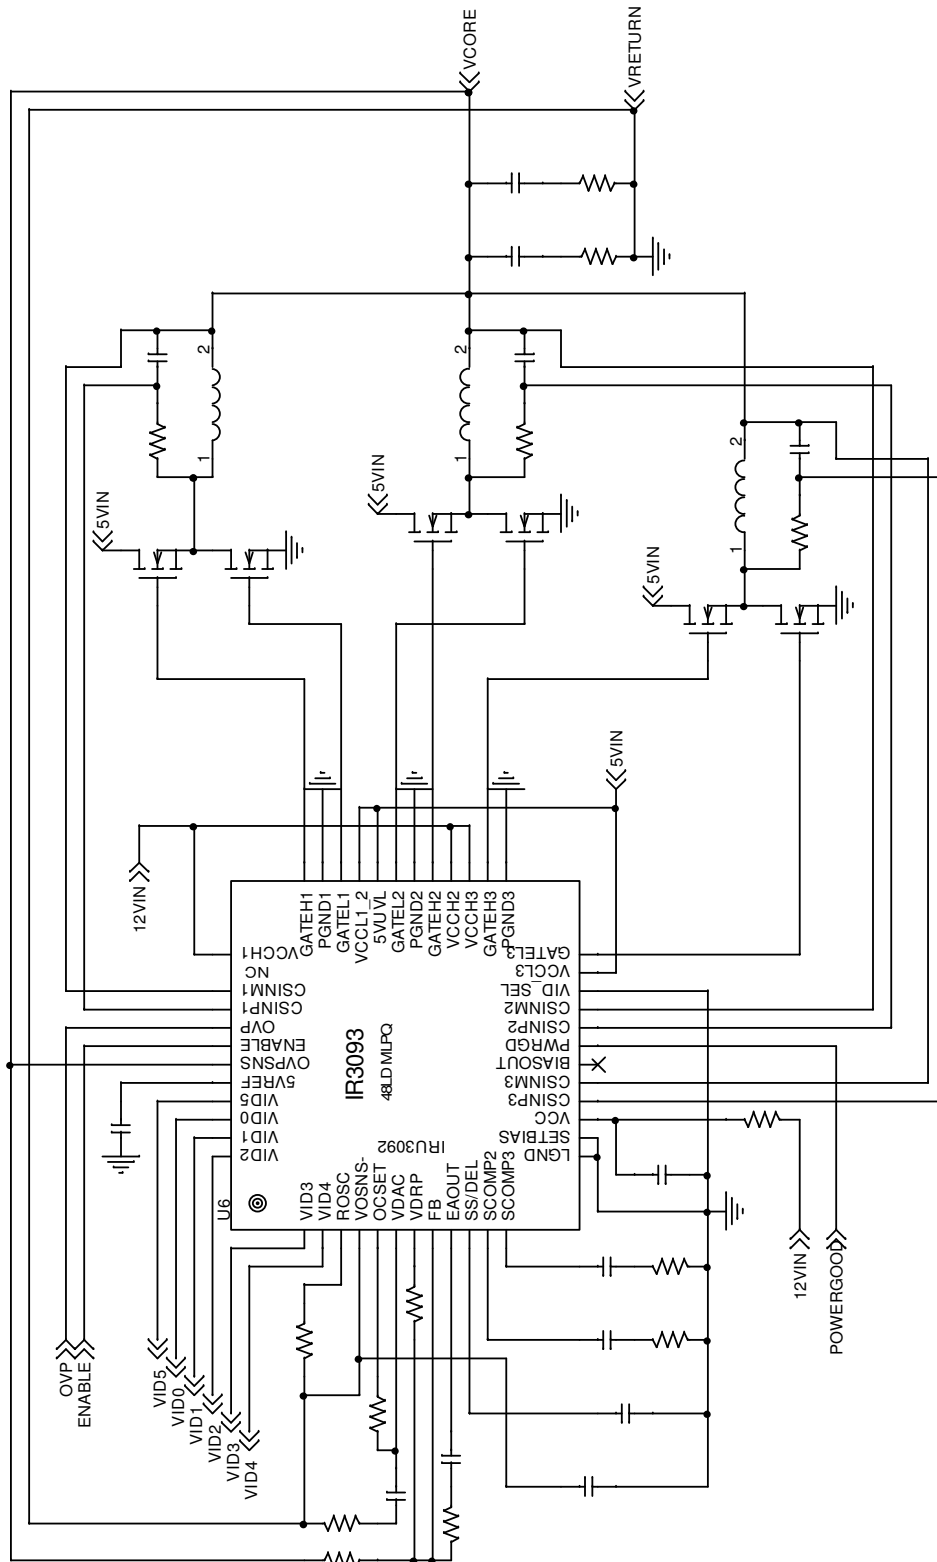 VCORE
VRETURN
2
1
5VIN
2
1
5VIN
2
1
5VIN
12VIN
5VIN
GATEH1
PGND1
GATEL1
VCCL1_2
5VUVL
GATEL2
PGND2
GATEH2
VCCH2
VCCH3
GATEH3
PGND3
VCCH1
NC
CSINM1
CSINP1
OVP
ENABLE
OVPSNS
5VREF
VID5
VID0
VID1
VID2
GATEL3
VCCL3
VID_SEL
CSINM2
CSINP2
PWRGD
BIASOUT
CSINM3
CSINP3
VCC
SETBIAS
LGND
IR3093
48LD MLPQ
IRU3092
U6
VID3
VID4
ROSC
VOSNS-
OCSET
VDAC
VDRP
FB
EAOUT
SS/DEL
SCOMP2
SCOMP3
OVP
ENABLE
VID5
VID0
VID1
VID2
VID3
VID4
12VIN
POWERGOOD